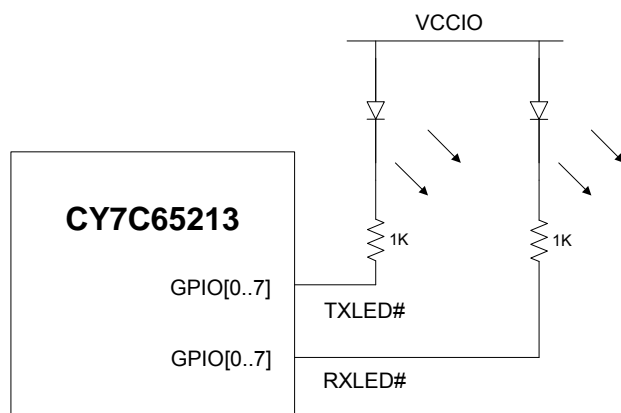 VCCIO
CY7C65213
1K
1K
GPIO[0..7]
TXLED#
GPIO[0..7]
RXLED#